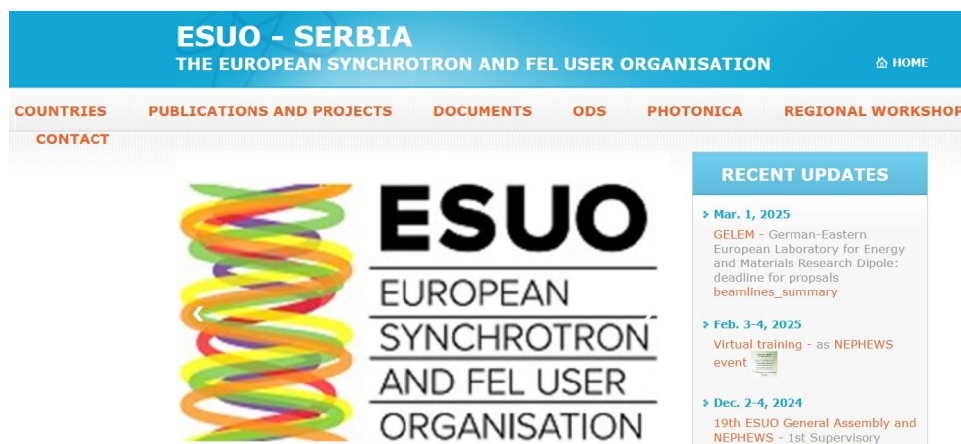 ESUO - SERBIA
THE EUROPEAN SYNCHROTRON AND FEL USER ORGANISATION
HOME
COUNTRIES PUBLICATIONS AND PROJECTS DOCUMENTS ODS PHOTONICA REGIONAL WORKSHOP
CONTACT
ESUO
EUROPEAN
SYNCHROTRON
AND FEL USER
ORGANISATION
RECENT UPDATES
Mar. 1, 2025
GELEM - German-Eastern
European Laboratory for Energy
and Materials Research Dipole:
deadline for propsals
beamlines_summary
Feb. 3-4, 2025
Virtual training - as NEPHEWS
event
Dec. 2-4, 2024
19th ESUO General Assembly and
NEPHEWS - 1st Supervisory